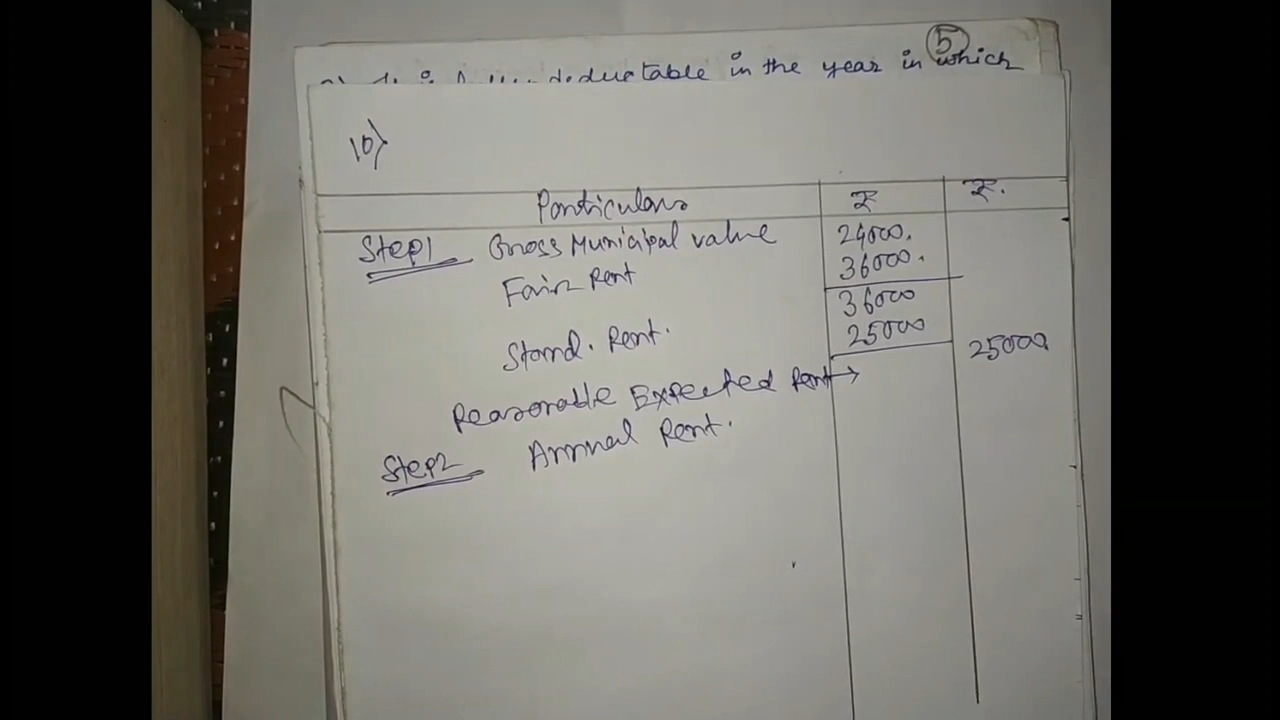 5
deductable in the year in which
10)
Particulars ₹ ₹.
Step1 Gross Municipal value 24000.
Fair Rent 36000.
36000
Stand. Rent. 25000
Reasonable Expected Rent → 25000.
Step2 Annual Rent.